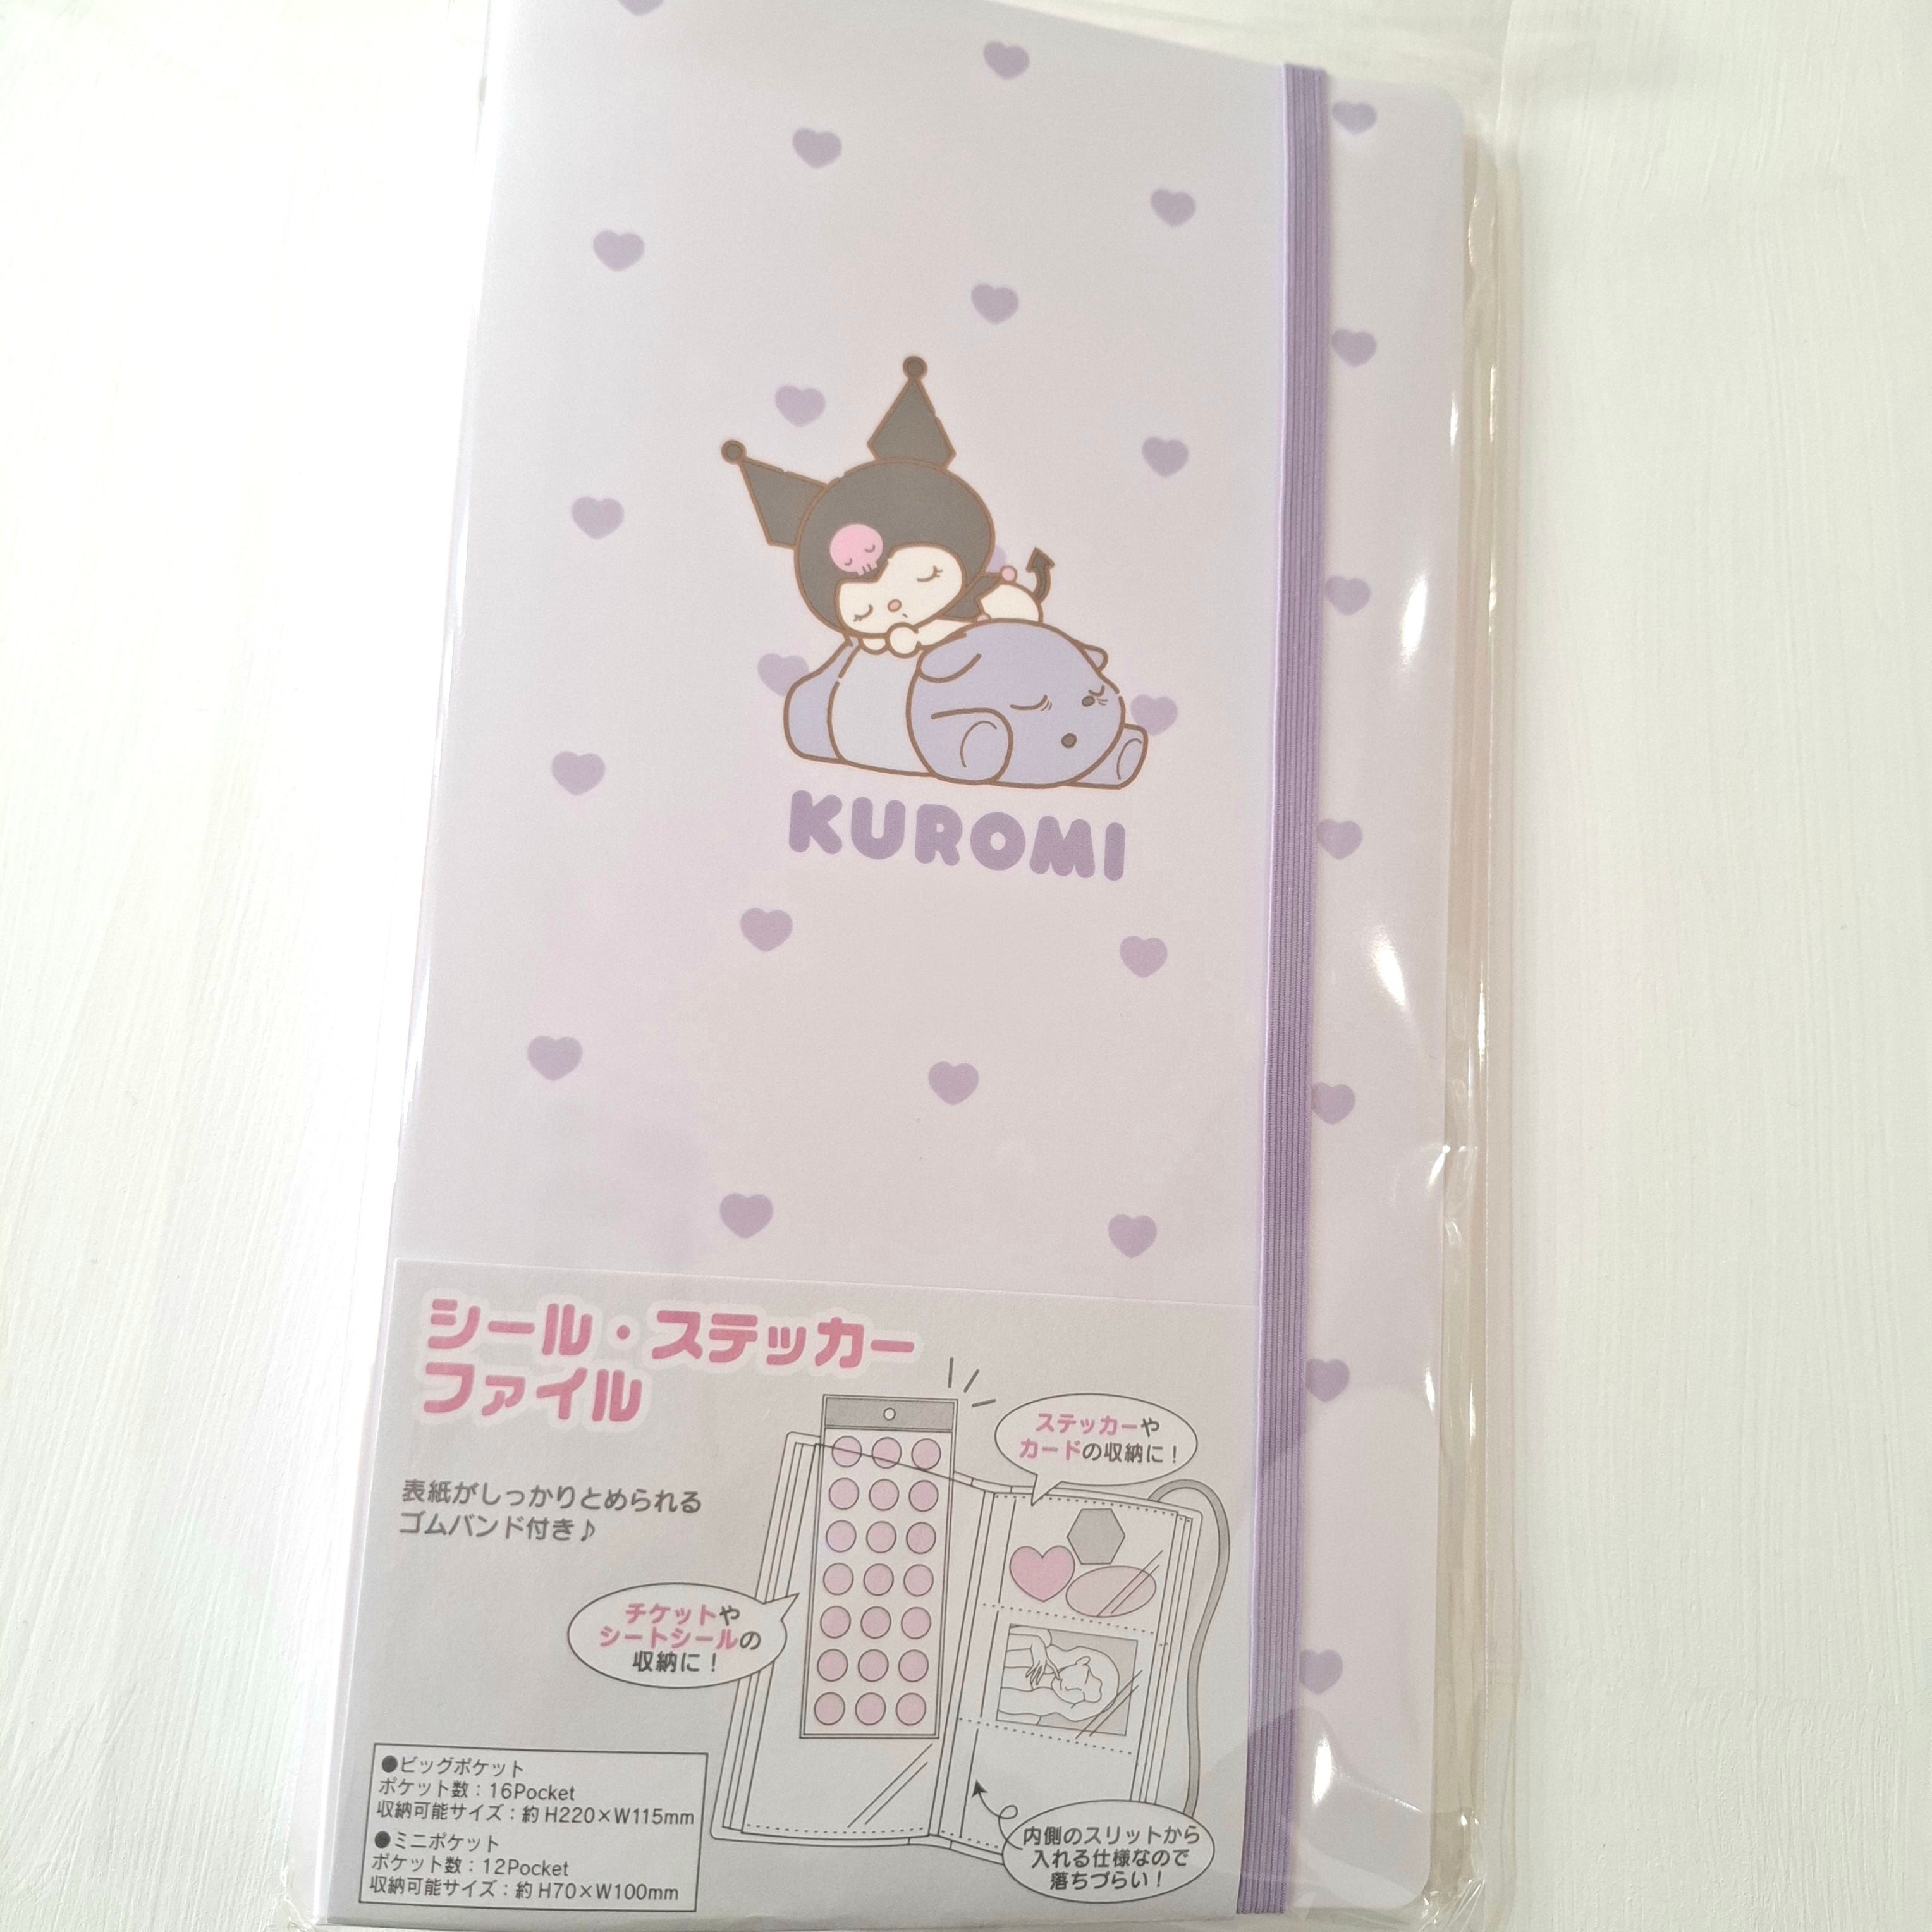 KUROMI
シール・ステッカー
ファイル
表紙がしっかりとめられる
ゴムバンド付き♪
ステッカーや
カードの収納に!
チケットや
シートシールの
収納に!
内側のスリットから
入れる仕様なので
落ちづらい!
●ビッグポケット
ポケット数:16Pocket
収納可能サイズ:約 H220×W115mm
●ミニポケット
ポケット数:12Pocket
収納可能サイズ:約 H70×W100mm